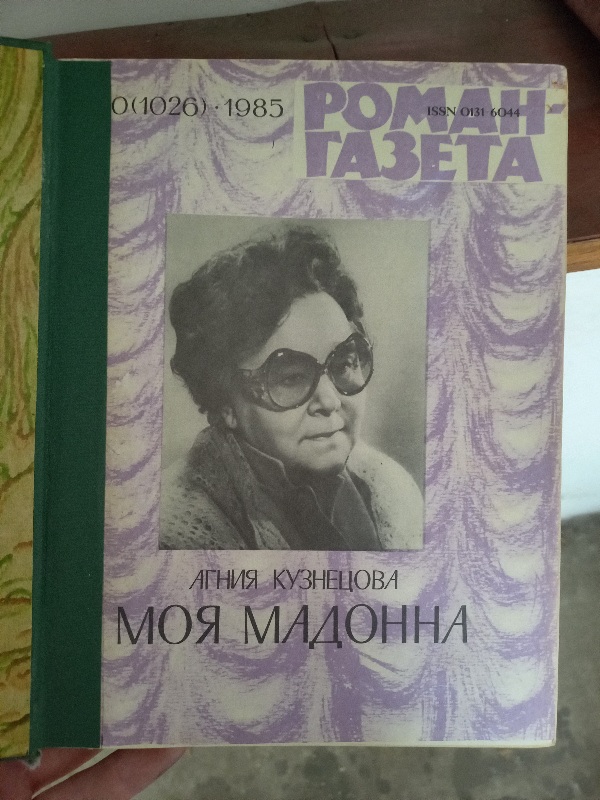 0(1026)·1985
РОМАН-
ISSN 0131-6044
ГАЗЕТА
АГНИЯ КУЗНЕЦОВА
МОЯ МАДОННА